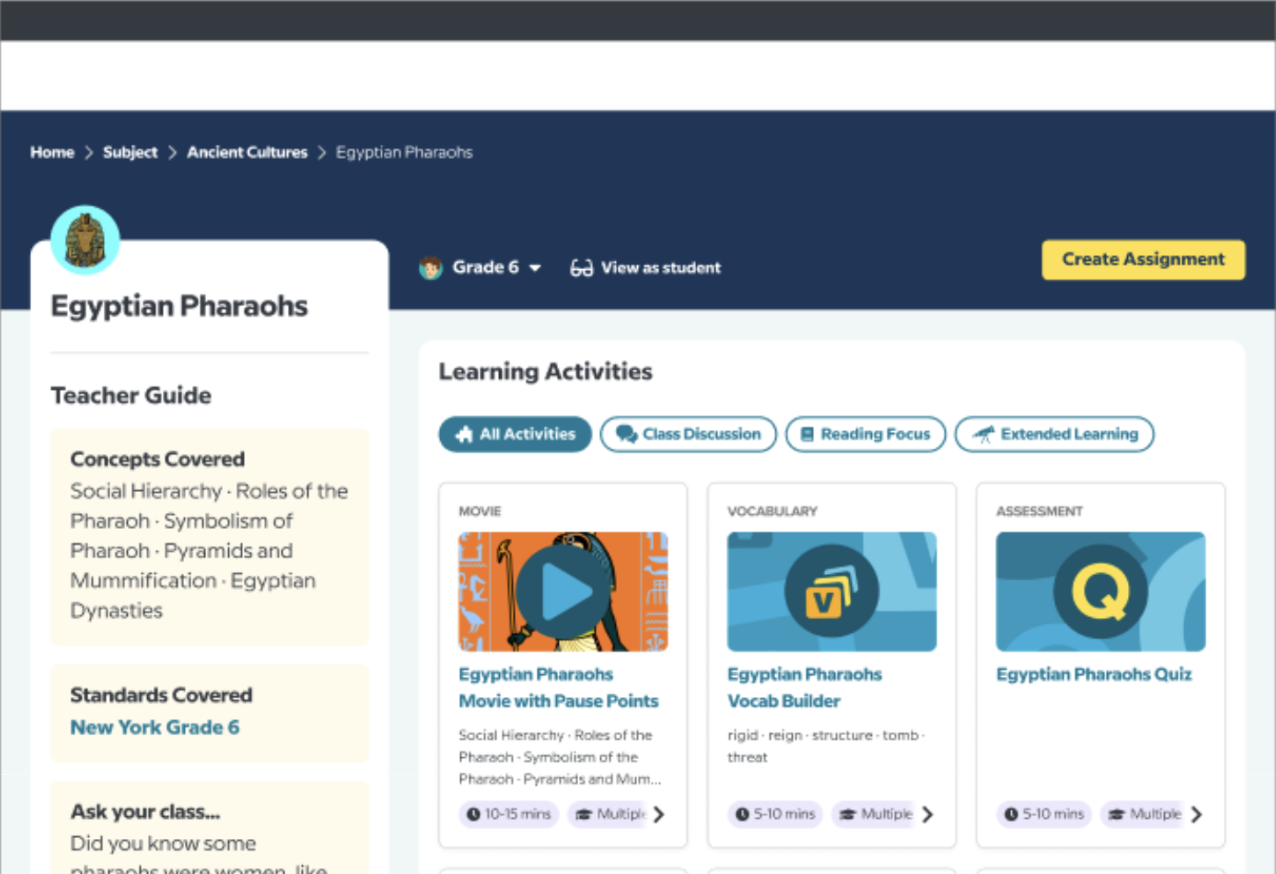 Home > Subject > Ancient Cultures > Egyptian Pharaohs
Grade 6
View as student
Create Assignment
Egyptian Pharaohs
Teacher Guide
Concepts Covered
Social Hierarchy · Roles of the
Pharaoh · Symbolism of
Pharaoh · Pyramids and
Mummification · Egyptian
Dynasties
Standards Covered
New York Grade 6
Ask your class...
Did you know some
pharaohs were women, like
Learning Activities
All Activities
Class Discussion
Reading Focus
Extended Learning
MOVIE
Egyptian Pharaohs
Movie with Pause Points
Social Hierarchy · Roles of the
Pharaoh · Symbolism of the
Pharaoh · Pyramids and Mum...
10-15 mins
Multiple
VOCABULARY
V
Egyptian Pharaohs
Vocab Builder
rigid · reign · structure · tomb ·
threat
5-10 mins
Multiple
ASSESSMENT
Q
Egyptian Pharaohs Quiz
5-10 mins
Multiple